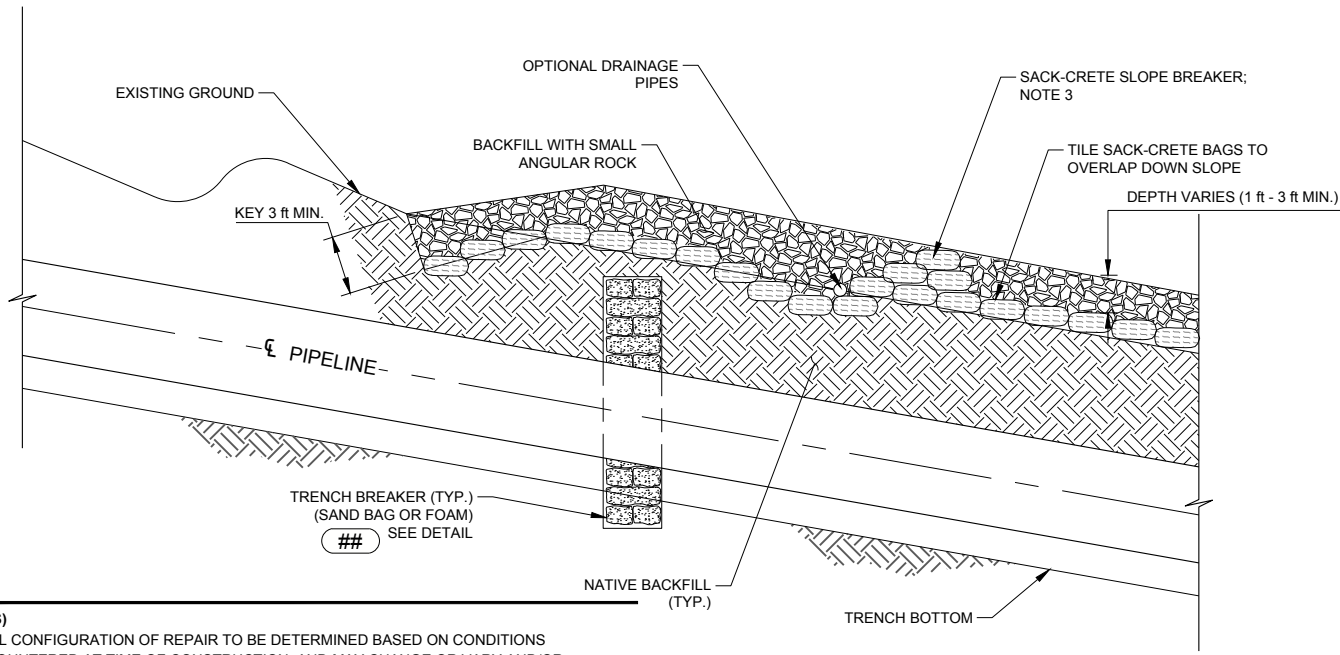 EXISTING GROUND
OPTIONAL DRAINAGE
PIPES
SACK-CRETE SLOPE BREAKER;
NOTE 3
BACKFILL WITH SMALL
ANGULAR ROCK
TILE SACK-CRETE BAGS TO
OVERLAP DOWN SLOPE
DEPTH VARIES (1 ft - 3 ft MIN.)
KEY 3 ft MIN.
℄ PIPELINE
TRENCH BREAKER (TYP.)
(SAND BAG OR FOAM)
## SEE DETAIL
NATIVE BACKFILL
(TYP.)
TRENCH BOTTOM
CONFIGURATION OF REPAIR TO BE DETERMINED BASED ON CONDITIONS